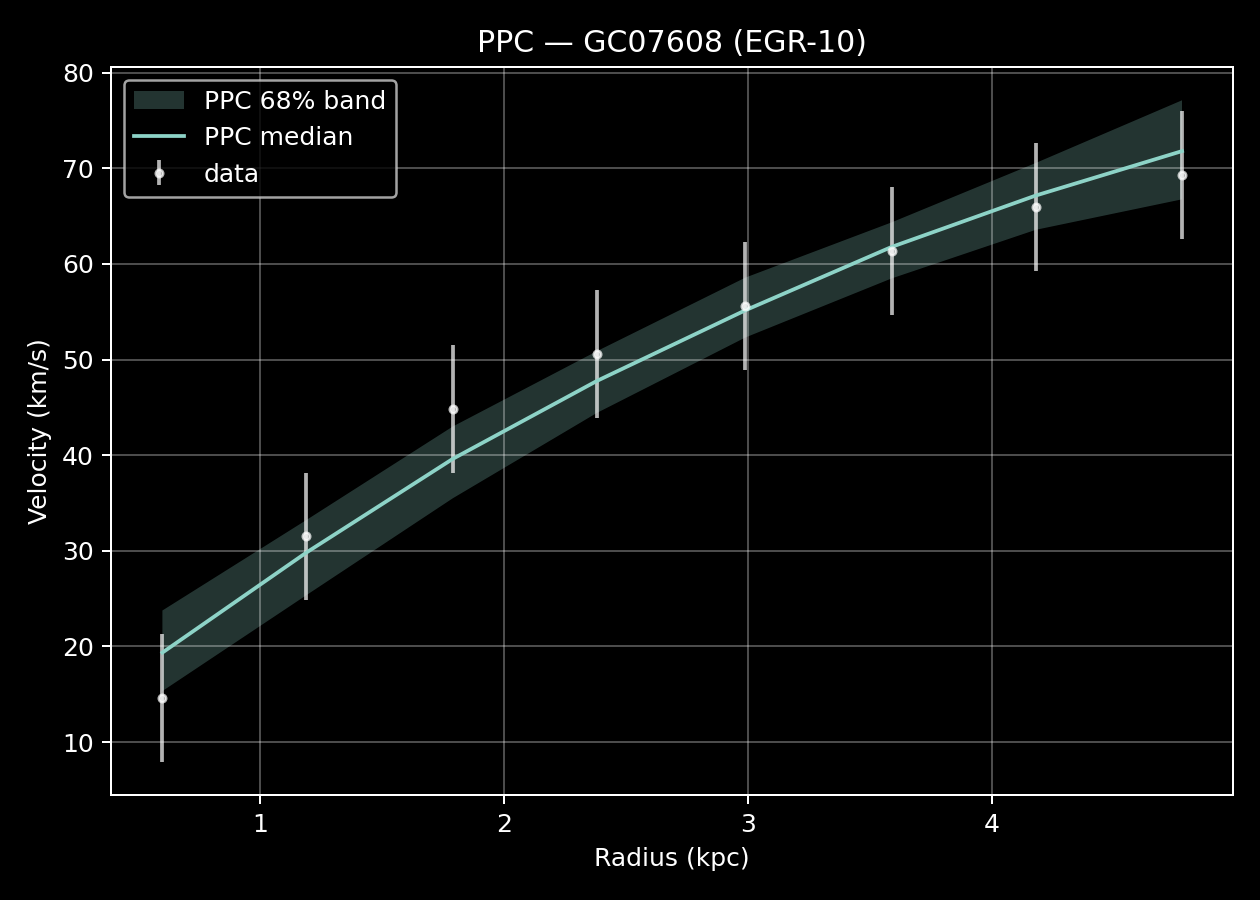 PPC — GC07608 (EGR-10)
PPC 68% band
PPC median
data
Velocity (km/s)
80
70
60
50
40
30
20
10
1
2
3
4
Radius (kpc)